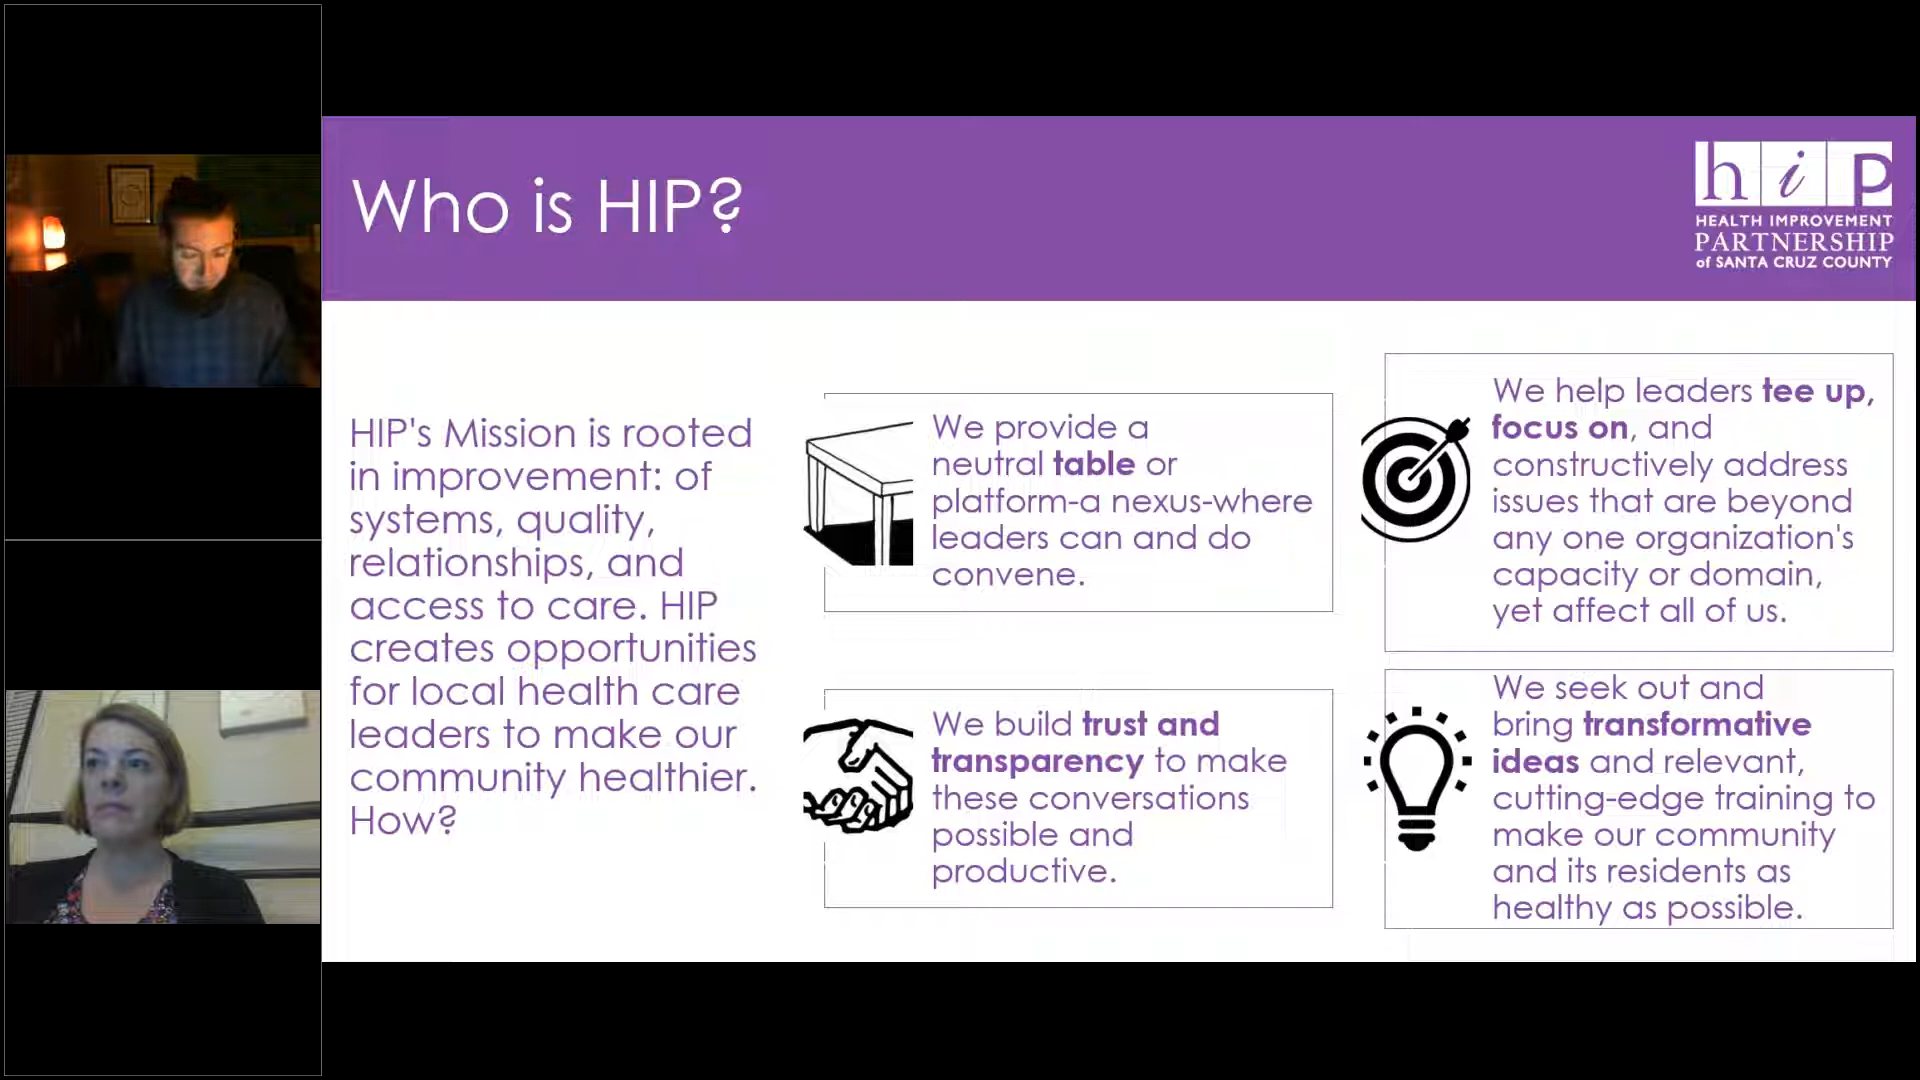 Who is HIP?
hip
HEALTH IMPROVEMENT
PARTNERSHIP
of SANTA CRUZ COUNTY
HIP's Mission is rooted
in improvement: of
systems, quality,
relationships, and
access to care. HIP
creates opportunities
for local health care
leaders to make our
community healthier.
How?
We provide a
neutral table or
platform-a nexus-where
leaders can and do
convene.
We build trust and
transparency to make
these conversations
possible and
productive.
We help leaders tee up,
focus on, and
constructively address
issues that are beyond
any one organization's
capacity or domain,
yet affect all of us.
We seek out and
bring transformative
ideas and relevant,
cutting-edge training to
make our community
and its residents as
healthy as possible.